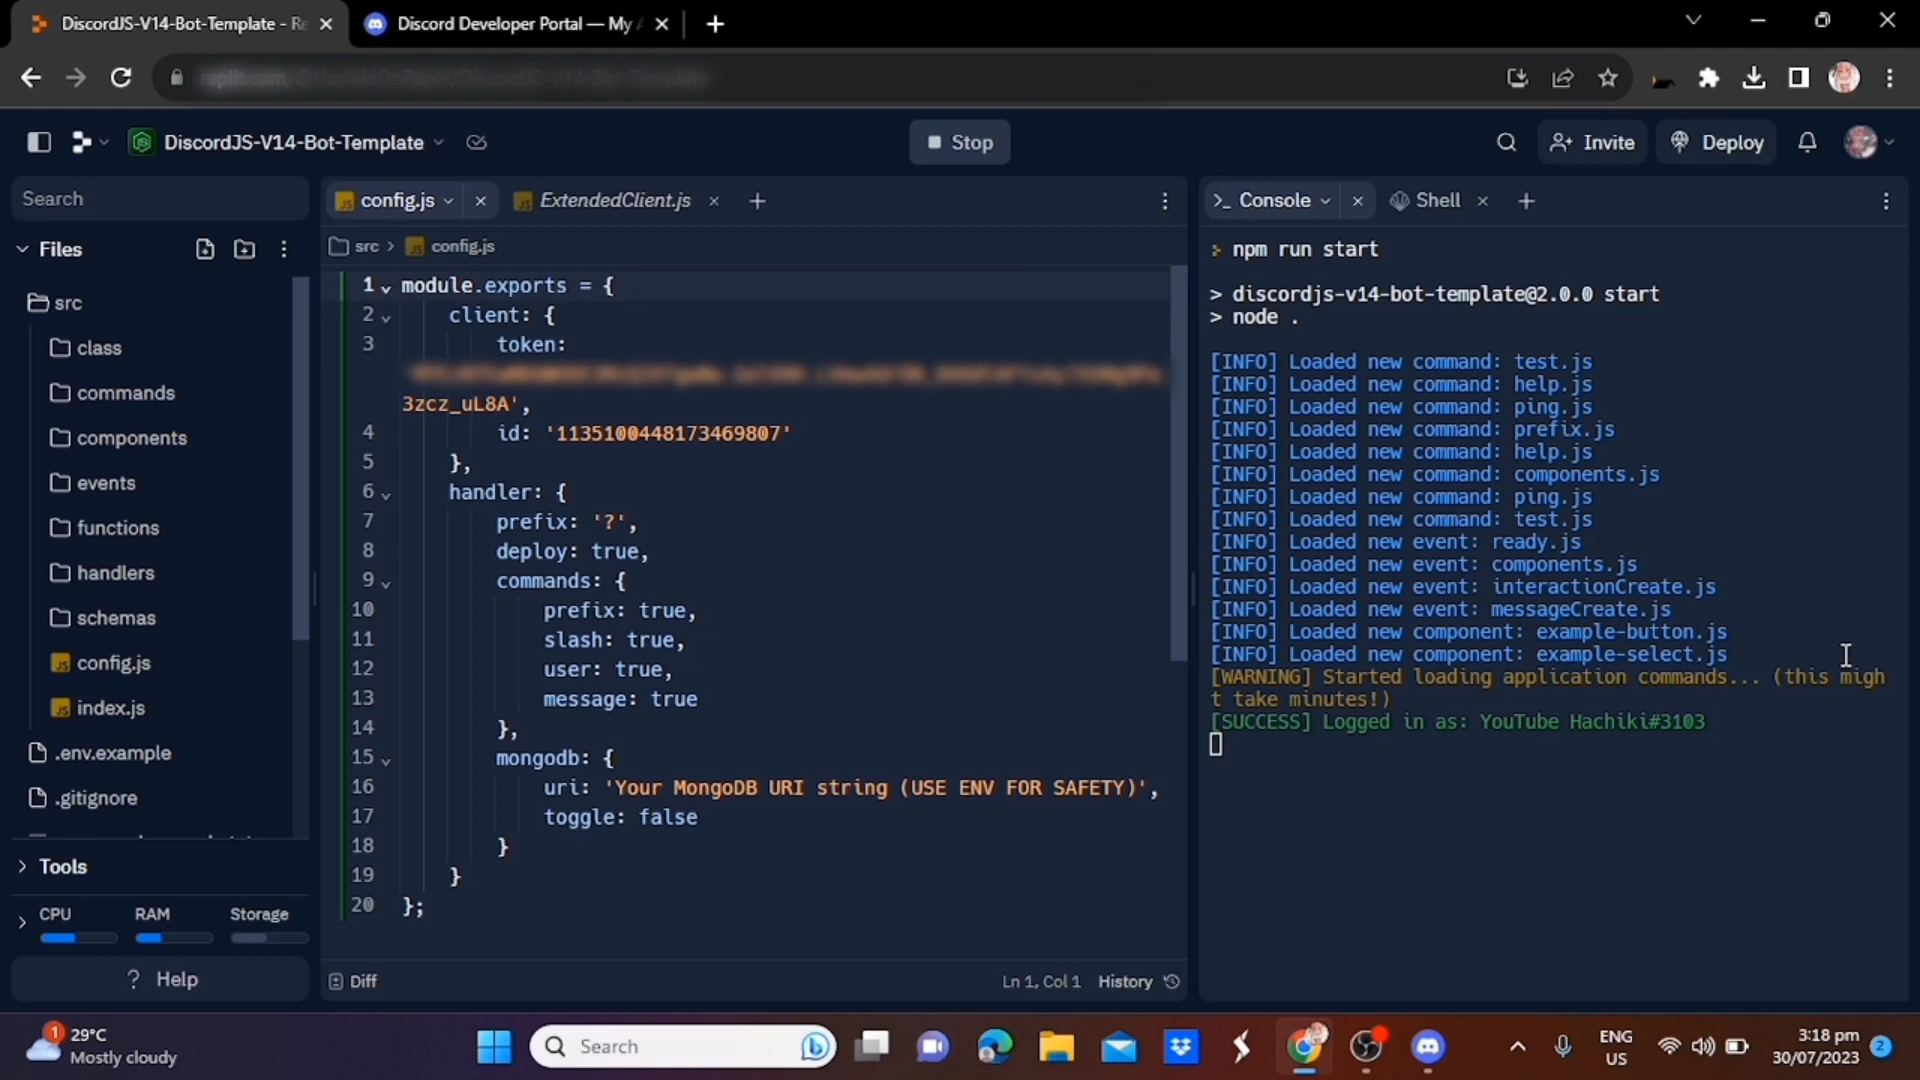 DiscordJS-V14-Bot-Template - Re
Discord Developer Portal — My A
DiscordJS-V14-Bot-Template
Stop
Invite
Deploy
Search
Files
src
class
commands
components
events
functions
handlers
schemas
config.js
index.js
.env.example
.gitignore
Tools
CPU RAM Storage
? Help
config.js
ExtendedClient.js
src > config.js
1 module.exports = {
2 client: {
3 token:
3zcz_uL8A',
4 id: '1135100448173469807'
5 },
6 handler: {
7 prefix: '?',
8 deploy: true,
9 commands: {
10 prefix: true,
11 slash: true,
12 user: true,
13 message: true
14 },
15 mongodb: {
16 uri: 'Your MongoDB URI string (USE ENV FOR SAFETY)',
17 toggle: false
18 }
19 }
20 };
Diff
Ln 1, Col 1 History
Console
Shell
npm run start
> discordjs-v14-bot-template@2.0.0 start
> node .
[INFO] Loaded new command: test.js
[INFO] Loaded new command: help.js
[INFO] Loaded new command: ping.js
[INFO] Loaded new command: prefix.js
[INFO] Loaded new command: help.js
[INFO] Loaded new command: components.js
[INFO] Loaded new command: ping.js
[INFO] Loaded new command: test.js
[INFO] Loaded new event: ready.js
[INFO] Loaded new event: components.js
[INFO] Loaded new event: interactionCreate.js
[INFO] Loaded new event: messageCreate.js
[INFO] Loaded new component: example-button.js
[INFO] Loaded new component: example-select.js
[WARNING] Started loading application commands... (this migh
t take minutes!)
[SUCCESS] Logged in as: YouTube Hachiki#3103
1
29°C
Mostly cloudy
Search
ENG
US
3:18 pm
30/07/2023
2